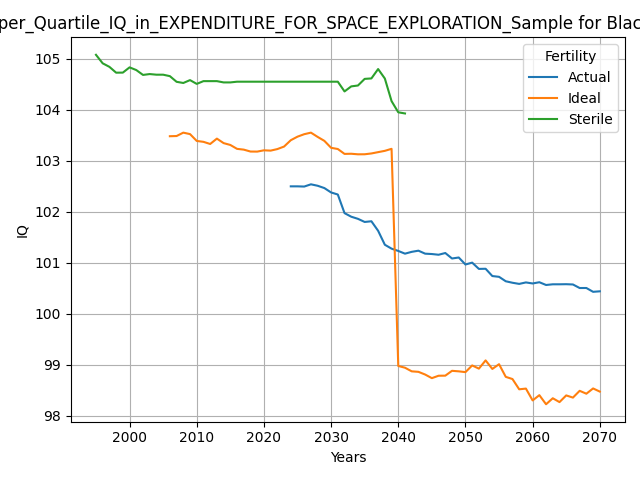 per_Quartile_IQ_in_EXPENDITURE_FOR_SPACE_EXPLORATION_Sample for Blac
Fertility
Actual
Ideal
Sterile
105
104
103
102
101
100
99
98
IQ
2000 2010 2020 2030 2040 2050 2060 2070
Years